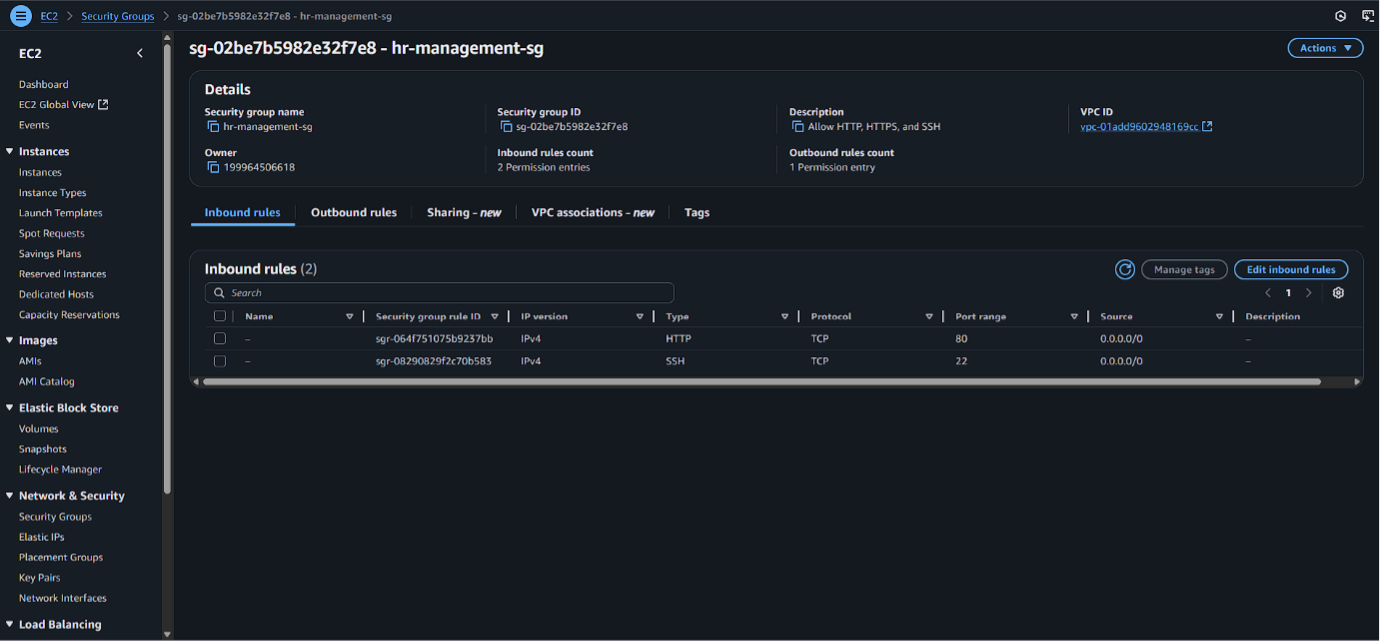 EC2 > Security Groups > sg-02be7b5982e32f7e8 - hr-management-sg
EC2
Dashboard
EC2 Global View
Events
Instances
Instances
Instance Types
Launch Templates
Spot Requests
Savings Plans
Reserved Instances
Dedicated Hosts
Capacity Reservations
Images
AMIs
AMI Catalog
Elastic Block Store
Volumes
Snapshots
Lifecycle Manager
Network & Security
Security Groups
Elastic IPs
Placement Groups
Key Pairs
Network Interfaces
Load Balancing
sg-02be7b5982e32f7e8 - hr-management-sg
Actions
Details
Security group name Security group ID Description VPC ID
hr-management-sg sg-02be7b5982e32f7e8 Allow HTTP, HTTPS, and SSH vpc-01add9602948169cc
Owner Inbound rules count Outbound rules count
199964506618 2 Permission entries 1 Permission entry
Inbound rules Outbound rules Sharing - new VPC associations - new Tags
Inbound rules (2) Manage tags Edit inbound rules
Search 1
Name Security group rule ID IP version Type Protocol Port range Source Description
– sgr-064f751075b9237bb IPv4 HTTP TCP 80 0.0.0.0/0 –
– sgr-08290829f2c70b583 IPv4 SSH TCP 22 0.0.0.0/0 –